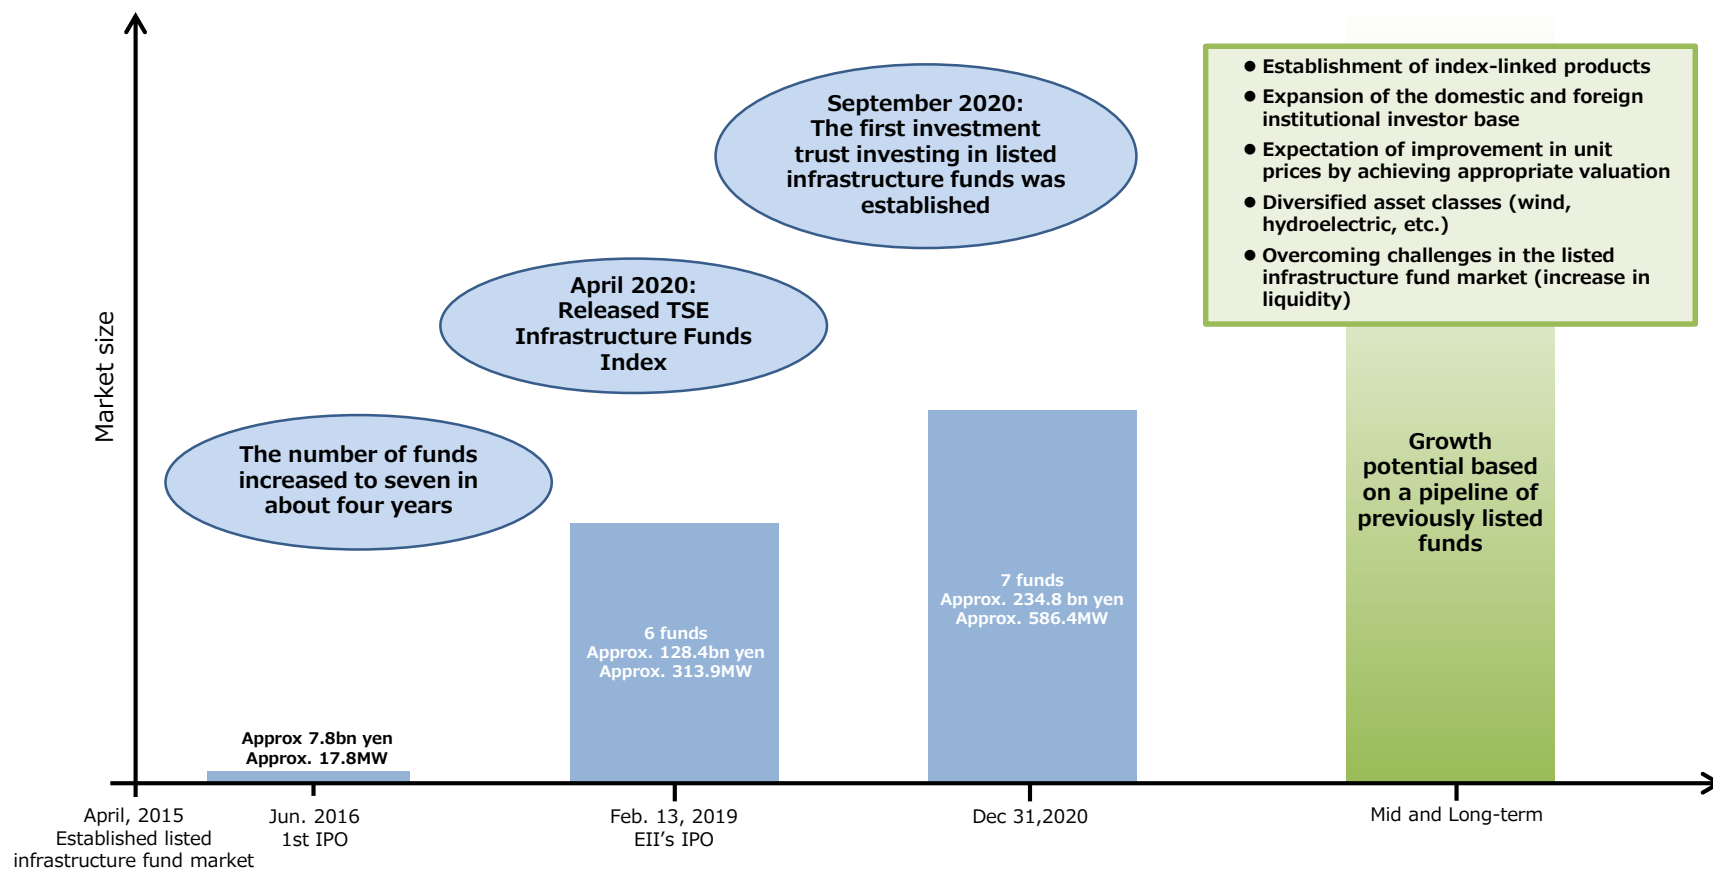 Market size
September 2020:
The first investment
trust investing in listed
infrastructure funds was
established
April 2020:
Released TSE
Infrastructure Funds
Index
The number of funds
increased to seven in
about four years
● Establishment of index-linked products
● Expansion of the domestic and foreign
institutional investor base
● Expectation of improvement in unit
prices by achieving appropriate valuation
● Diversified asset classes (wind,
hydroelectric, etc.)
● Overcoming challenges in the listed
infrastructure fund market (increase in
liquidity)
Growth
potential based
on a pipeline of
previously listed
funds
Approx 7.8bn yen
Approx. 17.8MW
6 funds
Approx. 128.4bn yen
Approx. 313.9MW
7 funds
Approx. 234.8 bn yen
Approx. 586.4MW
April, 2015
Established listed
infrastructure fund market
Jun. 2016
1st IPO
Feb. 13, 2019
EII’s IPO
Dec 31,2020
Mid and Long-term